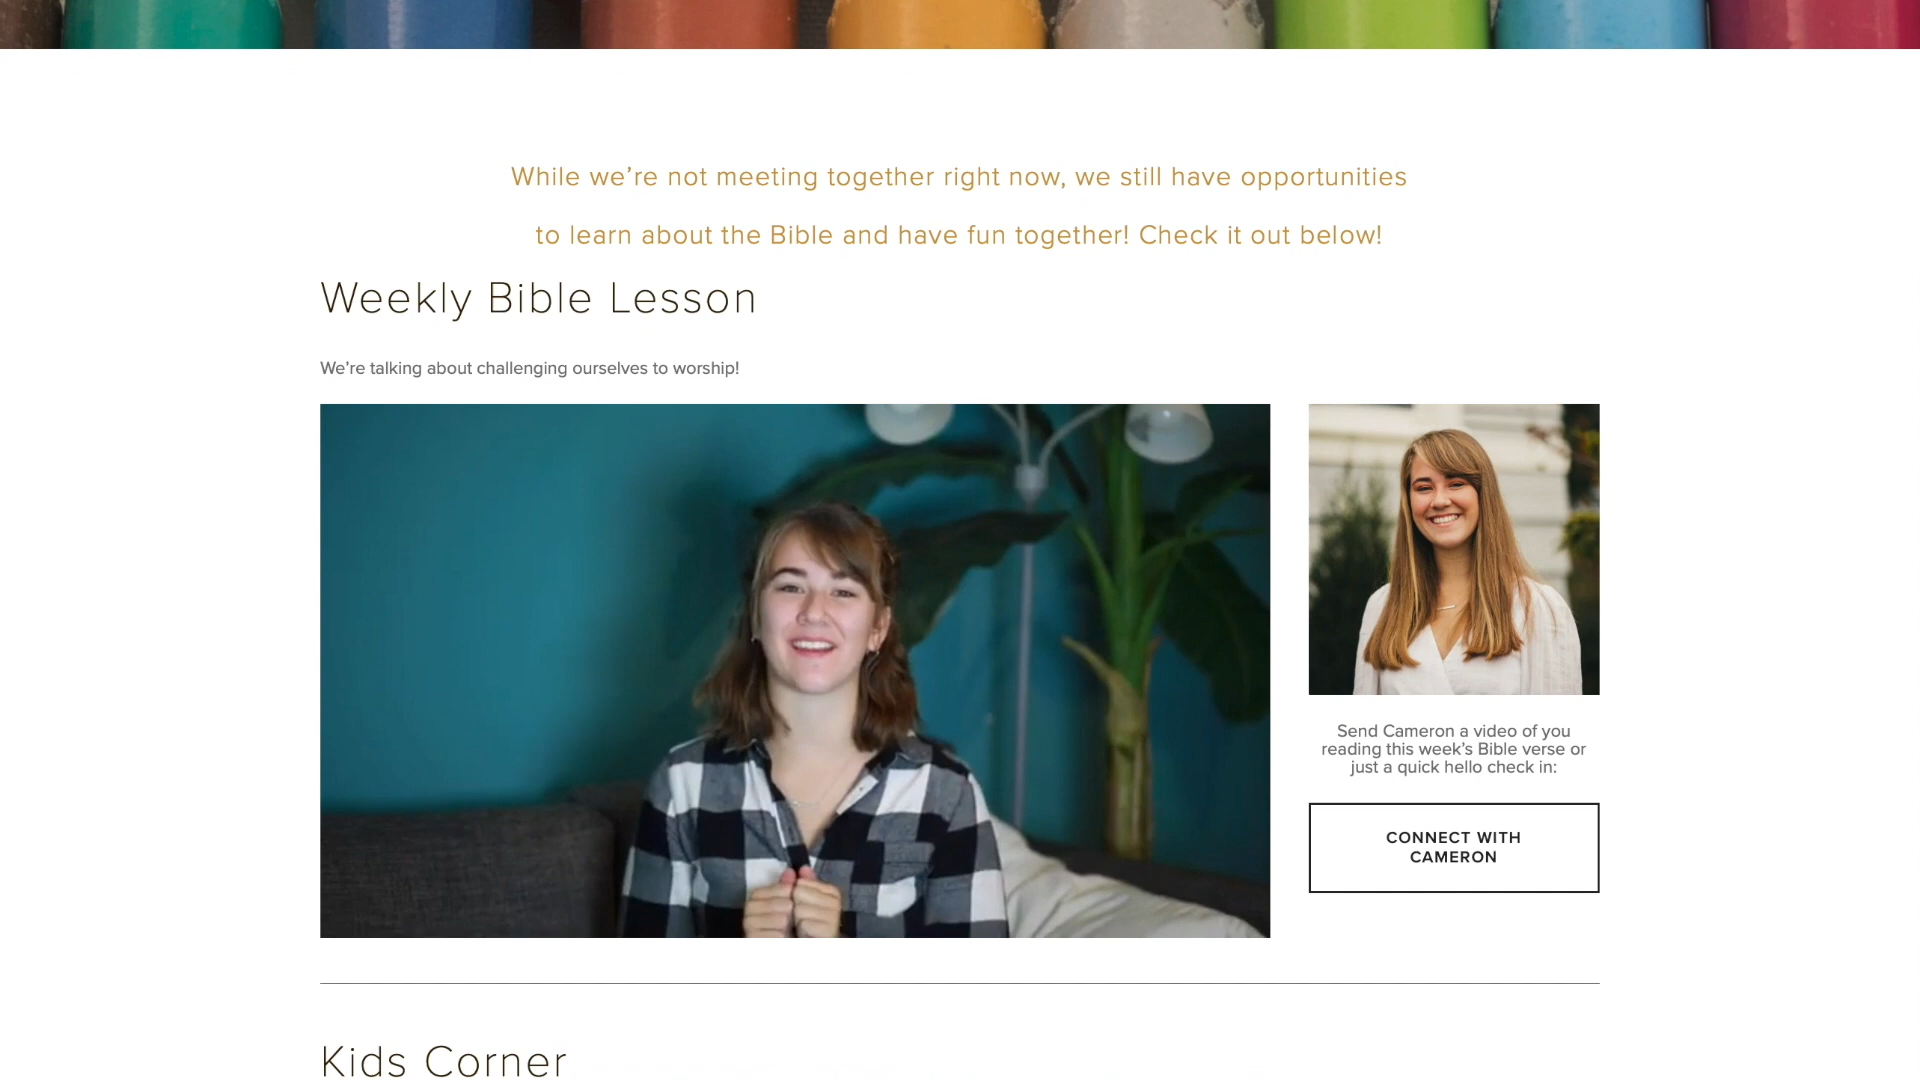 While we’re not meeting together right now, we still have opportunities
to learn about the Bible and have fun together! Check it out below!
Weekly Bible Lesson
We’re talking about challenging ourselves to worship!
Send Cameron a video of you
reading this week’s Bible verse or
just a quick hello check in:
CONNECT WITH
CAMERON
Kids Corner